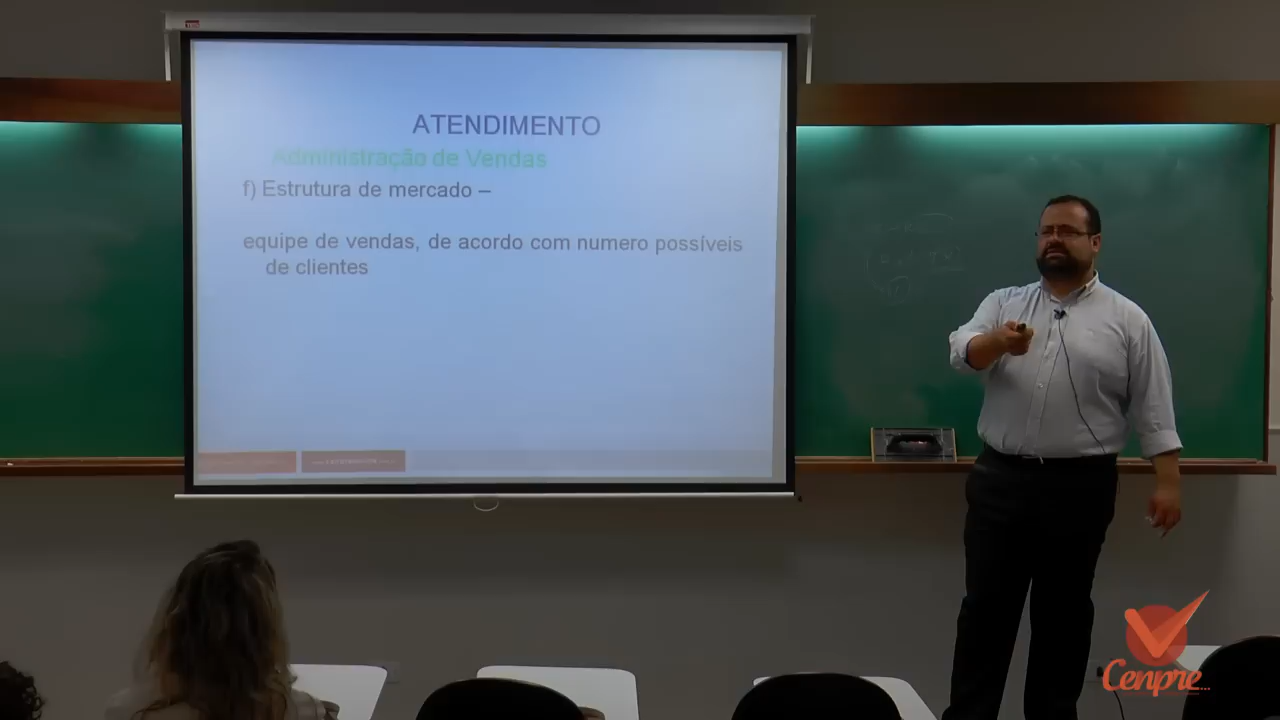 ATENDIMENTO
Administração de Vendas
f) Estrutura de mercado –
equipe de vendas, de acordo com numero possíveis
de clientes
Cenpre...